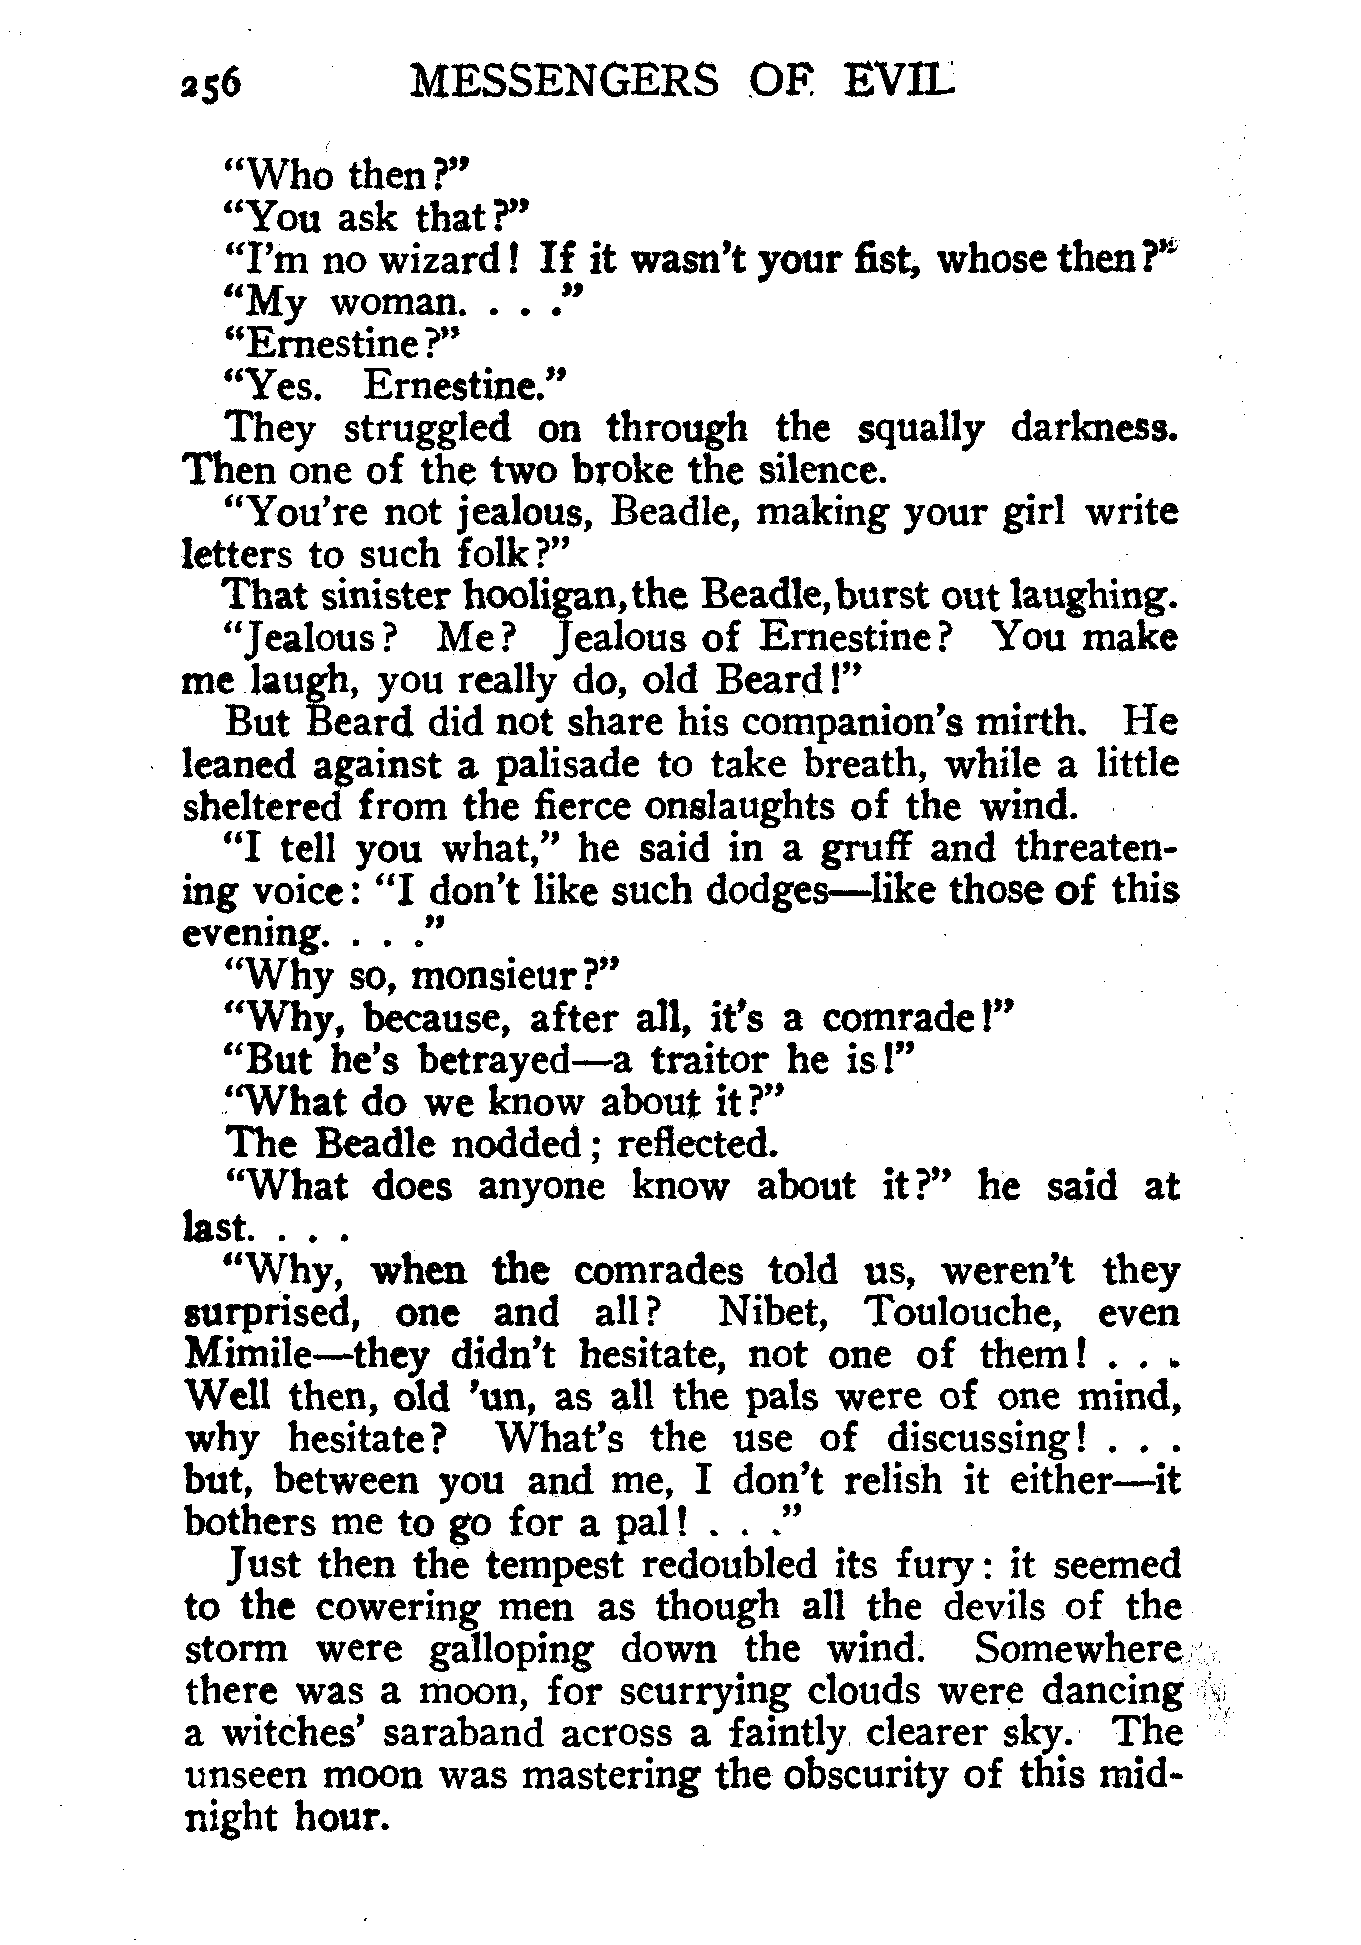 256 MESSENGERS OF EVIL
"Who then?"
"You ask that?"
"I'm no wizard! If it wasn't your fist, whose then?"
"My woman. . . ."
"Ernestine?"
"Yes. Ernestine."
They struggled on through the squally darkness.
Then one of the two broke the silence.
"You're not jealous, Beadle, making your girl write
letters to such folk?"
That sinister hooligan, the Beadle, burst out laughing.
"Jealous? Me? Jealous of Ernestine? You make
me laugh, you really do, old Beard!"
But Beard did not share his companion's mirth. He
leaned against a palisade to take breath, while a little
sheltered from the fierce onslaughts of the wind.
"I tell you what," he said in a gruff and threaten-
ing voice: "I don't like such dodges—like those of this
evening. . . ."
"Why so, monsieur?"
"Why, because, after all, it's a comrade!"
"But he's betrayed—a traitor he is!"
"What do we know about it?"
The Beadle nodded; reflected.
"What does anyone know about it?" he said at
last. . . .
"Why, when the comrades told us, weren't they
surprised, one and all? Nibet, Toulouche, even
Mimile—they didn't hesitate, not one of them! . . .
Well then, old 'un, as all the pals were of one mind,
why hesitate? What's the use of discussing! . . .
but, between you and me, I don't relish it either—it
bothers me to go for a pal! . . ."
Just then the tempest redoubled its fury: it seemed
to the cowering men as though all the devils of the
storm were galloping down the wind. Somewhere
there was a moon, for scurrying clouds were dancing
a witches' saraband across a faintly clearer sky. The
unseen moon was mastering the obscurity of this mid-
night hour.